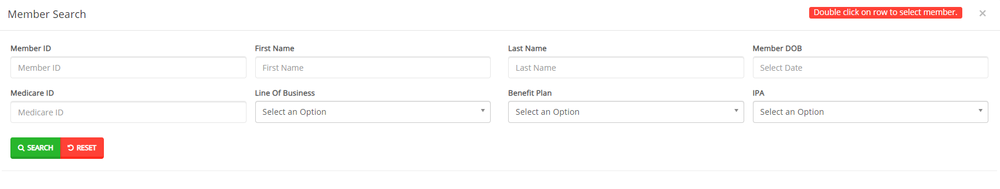 Member Search
Double click on row to select member.
×
Member ID
First Name
Last Name
Member DOB
Member ID
First Name
Last Name
Select Date
Medicare ID
Line Of Business
Benefit Plan
IPA
Medicare ID
Select an Option
Select an Option
Select an Option
SEARCH
RESET